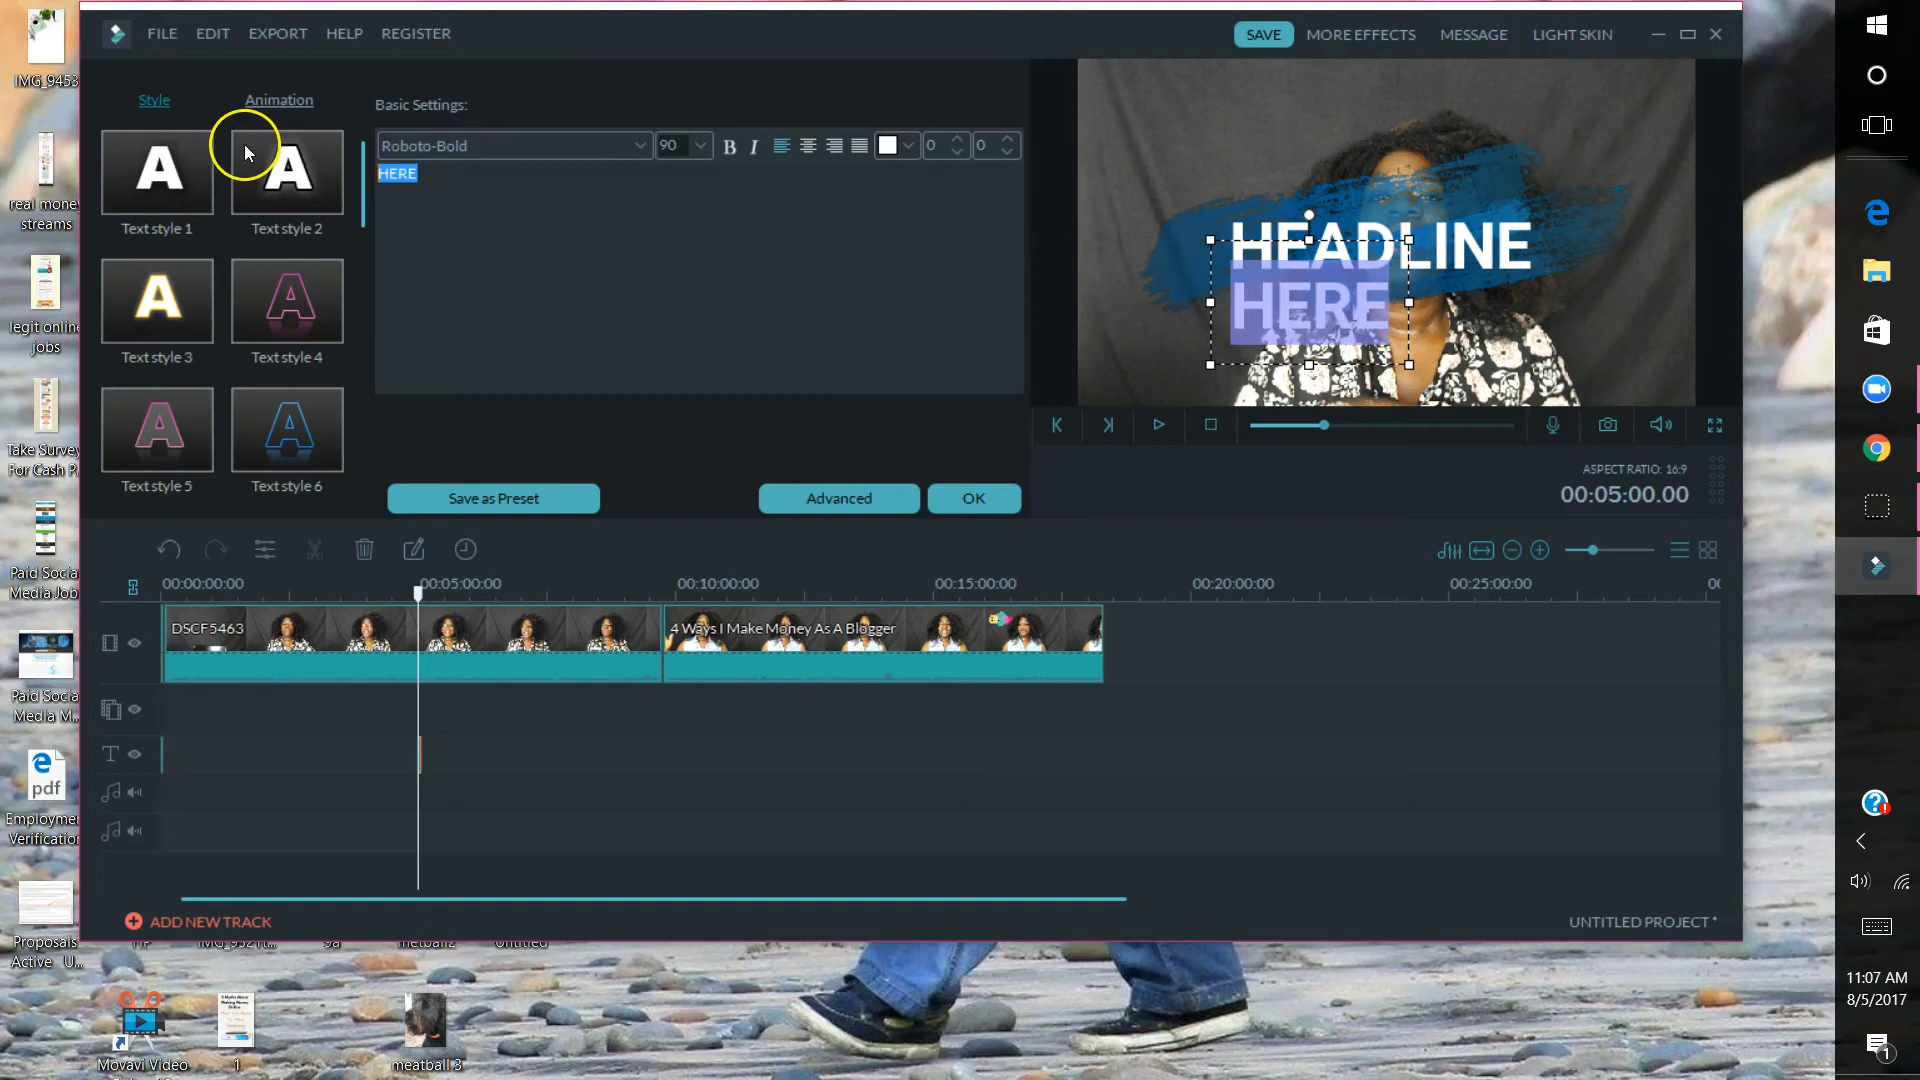 FILE EDIT EXPORT HELP REGISTER
SAVE MORE EFFECTS MESSAGE LIGHT SKIN
Style Animation
Basic Settings:
Roboto-Bold 90 B I 0 0
HERE
A A
Text style 1 Text style 2
A A
Text style 3 Text style 4
A A
Text style 5 Text style 6
Save as Preset Advanced OK
HEADLINE
HERE
ASPECT RATIO: 16:9
00:05:00.00
00:00:00:00 00:05:00:00 00:10:00:00 00:15:00:00 00:20:00:00 00:25:00:00
DSCF5463 4 Ways I Make Money As A Blogger
T
ADD NEW TRACK UNTITLED PROJECT *
IMG_9453
real mone
streams
legit online
jobs
Take Survey
For Cash P
Paid Socia
Media Job
Paid Socia
Media M...
pdf
Employme
Verification
Proposals
Active U...
Movavi Video
1
meatball 3
11:07 AM
8/5/2017
1